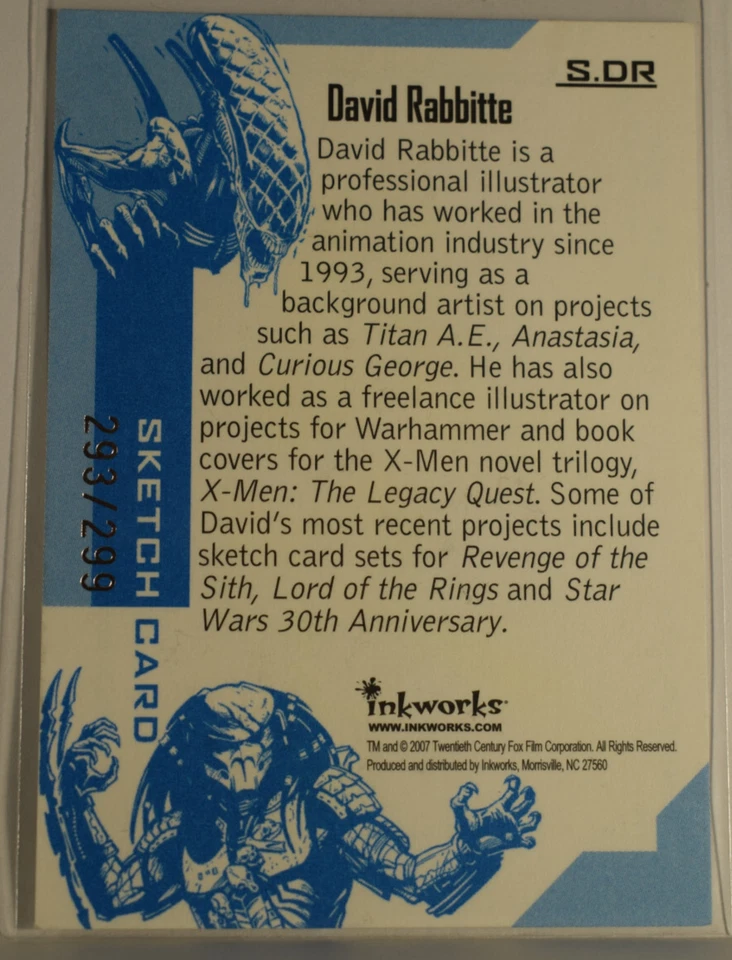 S.DR
David Rabbitte
David Rabbitte is a
professional illustrator
who has worked in the
animation industry since
1993, serving as a
background artist on projects
such as Titan A.E., Anastasia,
and Curious George. He has also
worked as a freelance illustrator on
projects for Warhammer and book
covers for the X-Men novel trilogy,
X-Men: The Legacy Quest. Some of
David's most recent projects include
sketch card sets for Revenge of the
Sith, Lord of the Rings and Star
Wars 30th Anniversary.
SKETCH CARD
293/299
inkworks
WWW.INKWORKS.COM
TM and © 2007 Twentieth Century Fox Film Corporation. All Rights Reserved.
Produced and distributed by Inkworks, Morrisville, NC 27560